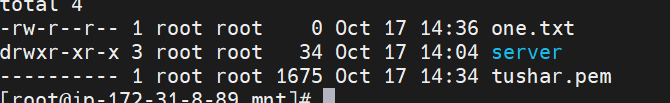 total 4
-rw-r--r-- 1 root root    0 Oct 17 14:36 one.txt
drwxr-xr-x 3 root root   34 Oct 17 14:04 server
---------- 1 root root 1675 Oct 17 14:34 tushar.pem
[root@ip-172-31-8-89 mnt]#